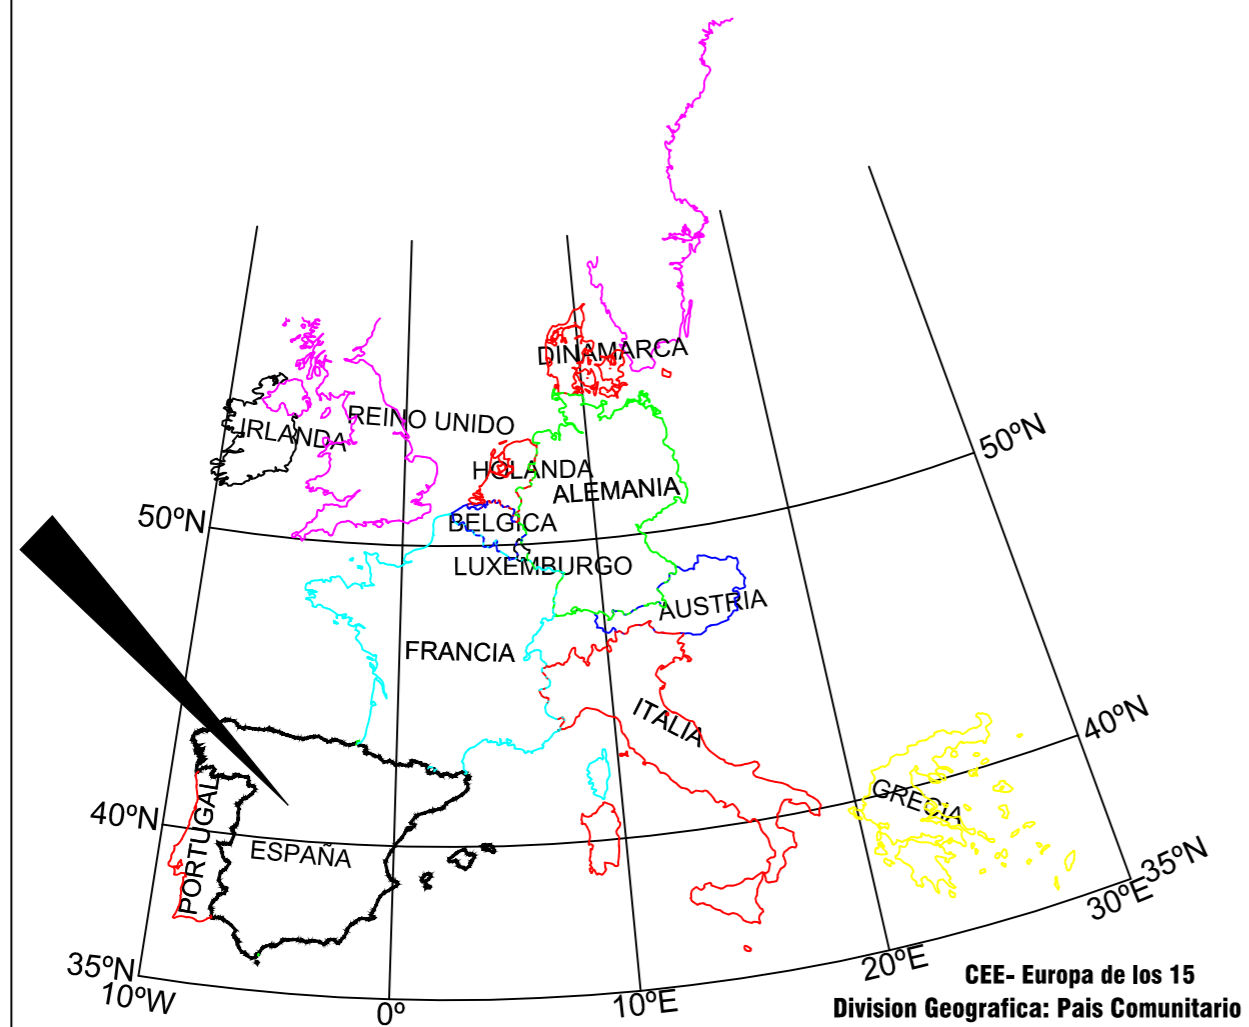 DINAMARCA
REINO UNIDO
IRLANDA
HOLANDA
ALEMANIA
50ºN
50ºN
BELGICA
LUXEMBURGO
AUSTRIA
FRANCIA
ITALIA
40ºN
GRECIA
40ºN
PORTUGAL
ESPAÑA
35ºN
35ºN
10ºW
0º
10ºE
20ºE
30ºE
CEE- Europa de los 15
Division Geografica: Pais Comunitario